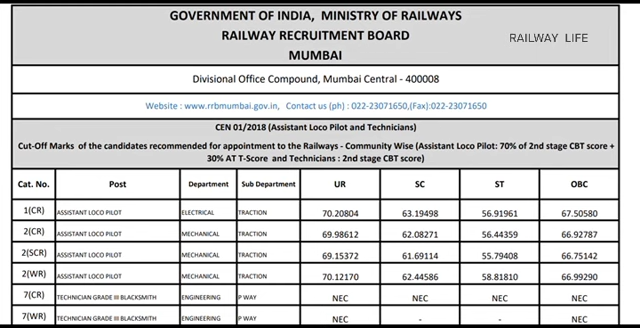 GOVERNMENT OF INDIA, MINISTRY OF RAILWAYS
RAILWAY RECRUITMENT BOARD
RAILWAY LIFE
MUMBAI
Divisional Office Compound, Mumbai Central - 400008
Website : www.rrbmumbai.gov.in, Contact us (ph) : 022-23071650,(Fax):022-23071650
CEN 01/2018 (Assistant Loco Pilot and Technicians)
Cut-Off Marks of the candidates recommended for appointment to the Railways - Community Wise (Assistant Loco Pilot: 70% of 2nd stage CBT score +
30% AT T-Score and Technicians : 2nd stage CBT score)
Cat. No. Post Department Sub Department UR SC ST OBC
1(CR) ASSISTANT LOCO PILOT ELECTRICAL TRACTION 70.20804 63.19498 56.91961 67.50580
2(CR) ASSISTANT LOCO PILOT MECHANICAL TRACTION 69.98612 62.08271 56.44359 66.92787
2(SCR) ASSISTANT LOCO PILOT MECHANICAL TRACTION 69.15372 61.69114 55.79408 66.75142
2(WR) ASSISTANT LOCO PILOT MECHANICAL TRACTION 70.12170 62.44586 58.81810 66.99290
7(CR) TECHNICIAN GRADE III BLACKSMITH ENGINEERING P WAY NEC NEC NEC NEC
7(WR) TECHNICIAN GRADE III BLACKSMITH ENGINEERING P WAY NEC - - NEC